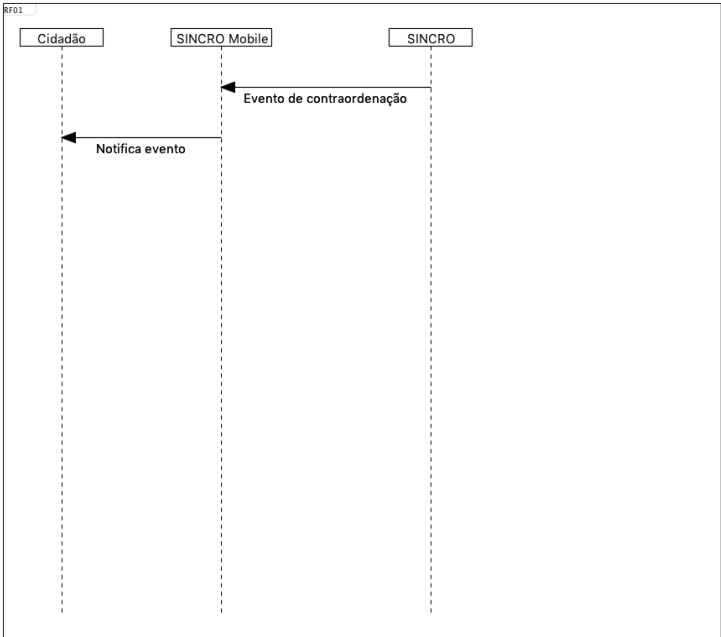 RF01
Cidadão
SINCRO Mobile
SINCRO
Evento de contraordenação
Notifica evento